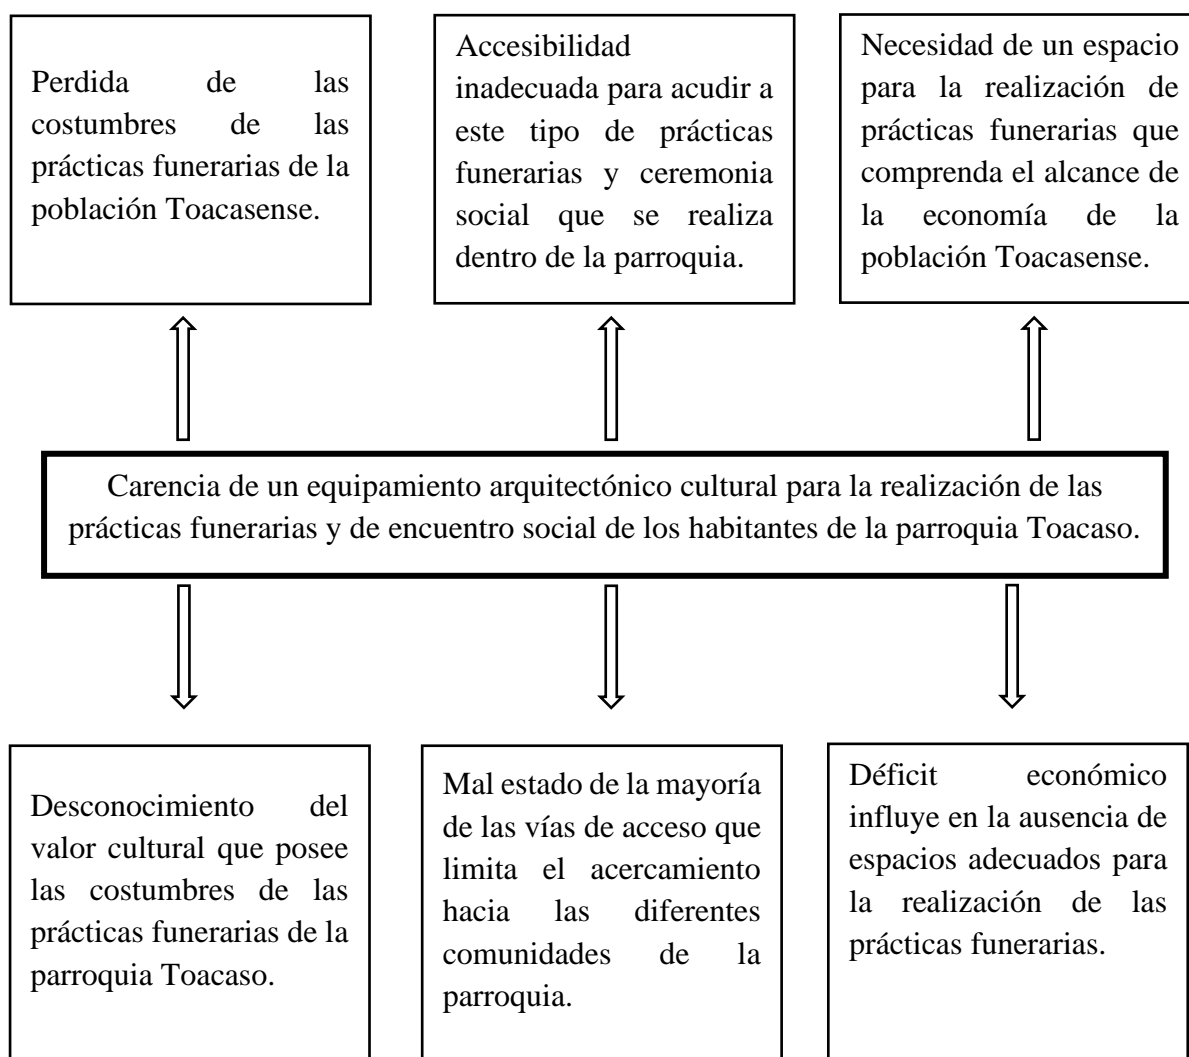 Perdida de las
costumbres de las
prácticas funerarias de la
población Toacasense.
Accesibilidad
inadecuada para acudir a
este tipo de prácticas
funerarias y ceremonia
social que se realiza
dentro de la parroquia.
Necesidad de un espacio
para la realización de
prácticas funerarias que
comprenda el alcance de
la economía de la
población Toacasense.
Carencia de un equipamiento arquitectónico cultural para la realización de las
prácticas funerarias y de encuentro social de los habitantes de la parroquia Toacaso.
Desconocimiento del
valor cultural que posee
las costumbres de las
prácticas funerarias de la
parroquia Toacaso.
Mal estado de la mayoría
de las vías de acceso que
limita el acercamiento
hacia las diferentes
comunidades de la
parroquia.
Déficit económico
influye en la ausencia de
espacios adecuados para
la realización de las
prácticas funerarias.